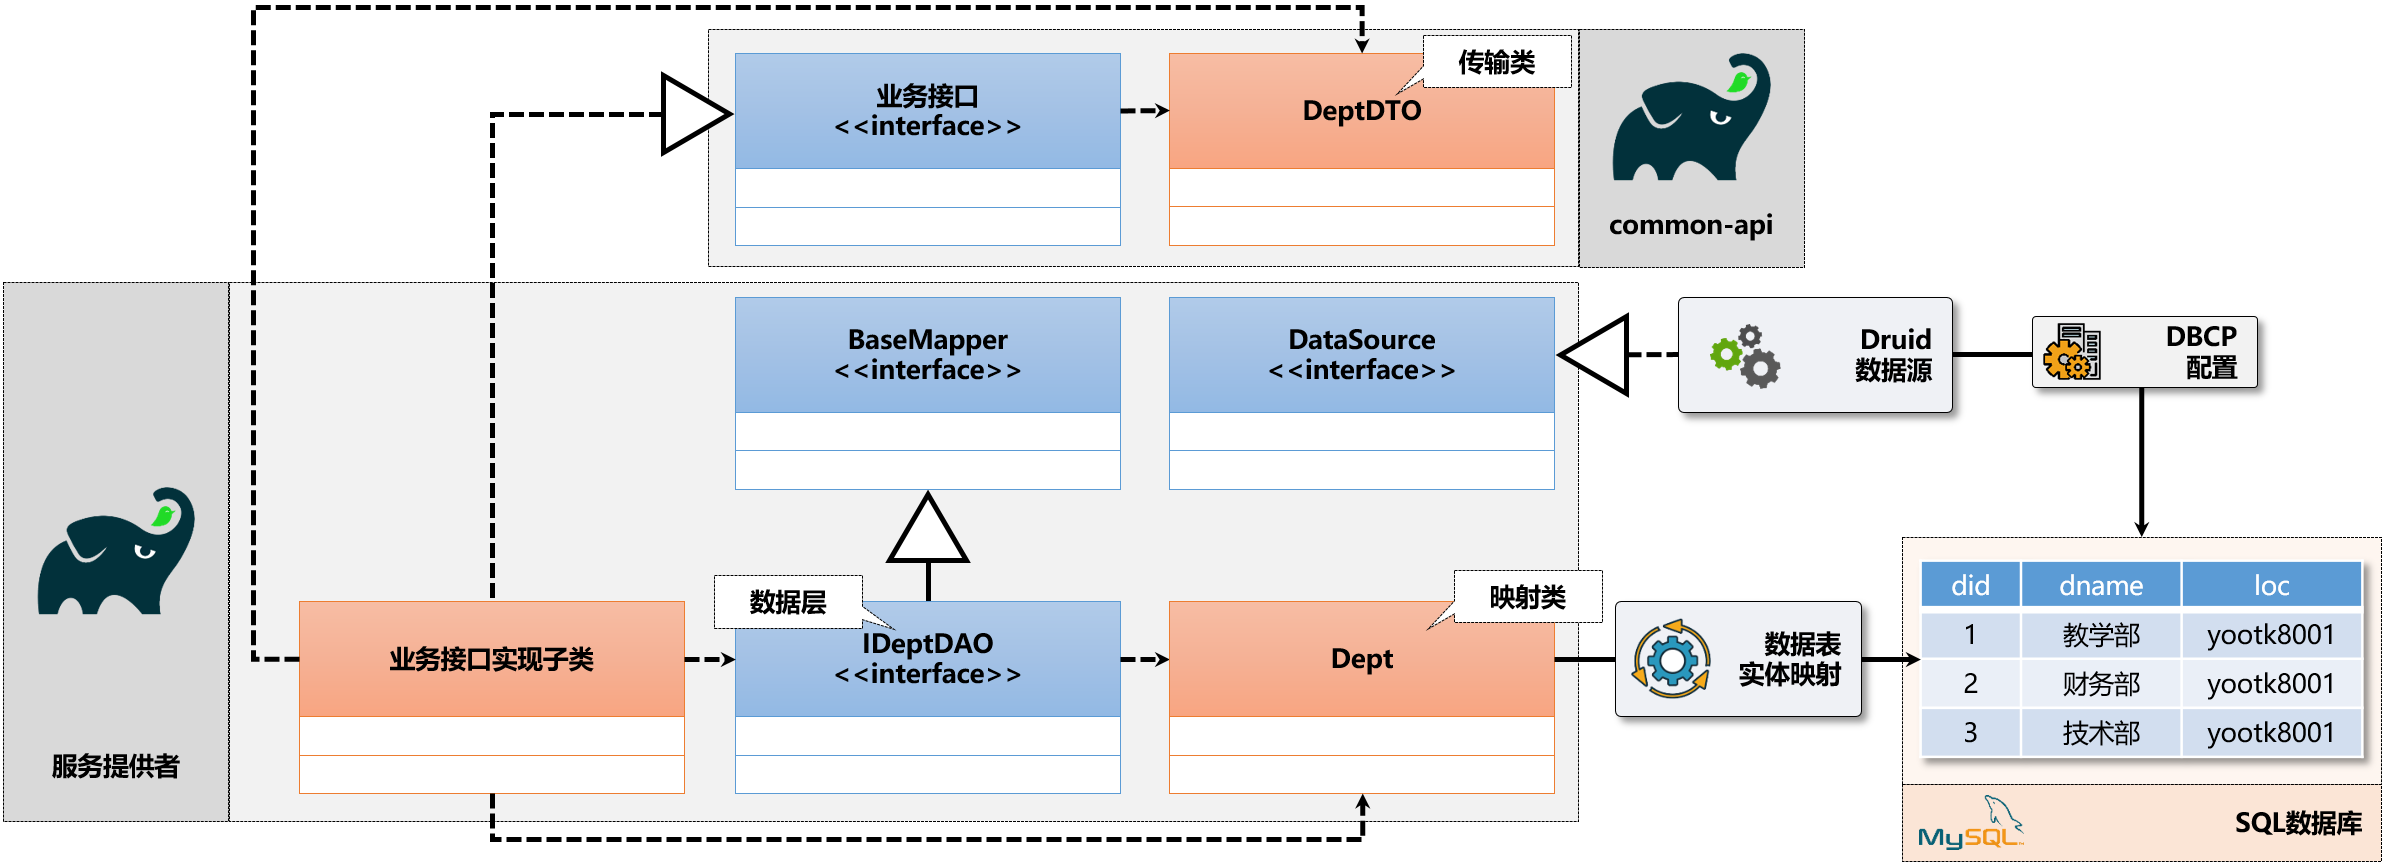 传输类
业务接口
<<interface>>
DeptDTO
common-api
BaseMapper
<<interface>>
DataSource
<<interface>>
Druid
数据源
DBCP
配置
服务提供者
业务接口实现子类
数据层
IDeptDAO
<<interface>>
映射类
Dept
数据表
实体映射
did dname loc
1 教学部 yootk8001
2 财务部 yootk8001
3 技术部 yootk8001
MySQL
SQL数据库